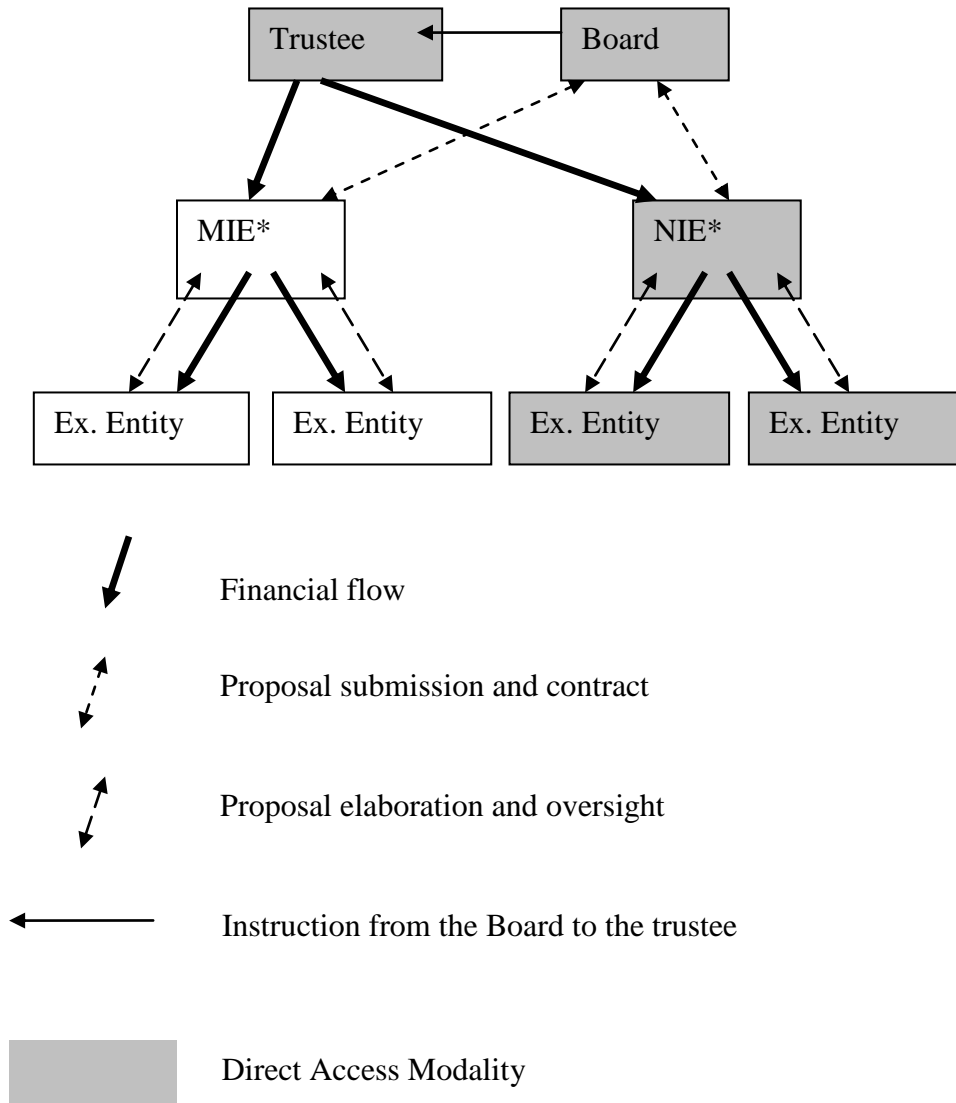 Trustee
Board
MIE*
NIE*
Ex. Entity
Ex. Entity
Ex. Entity
Ex. Entity
Financial flow
Proposal submission and contract
Proposal elaboration and oversight
Instruction from the Board to the trustee
Direct Access Modality